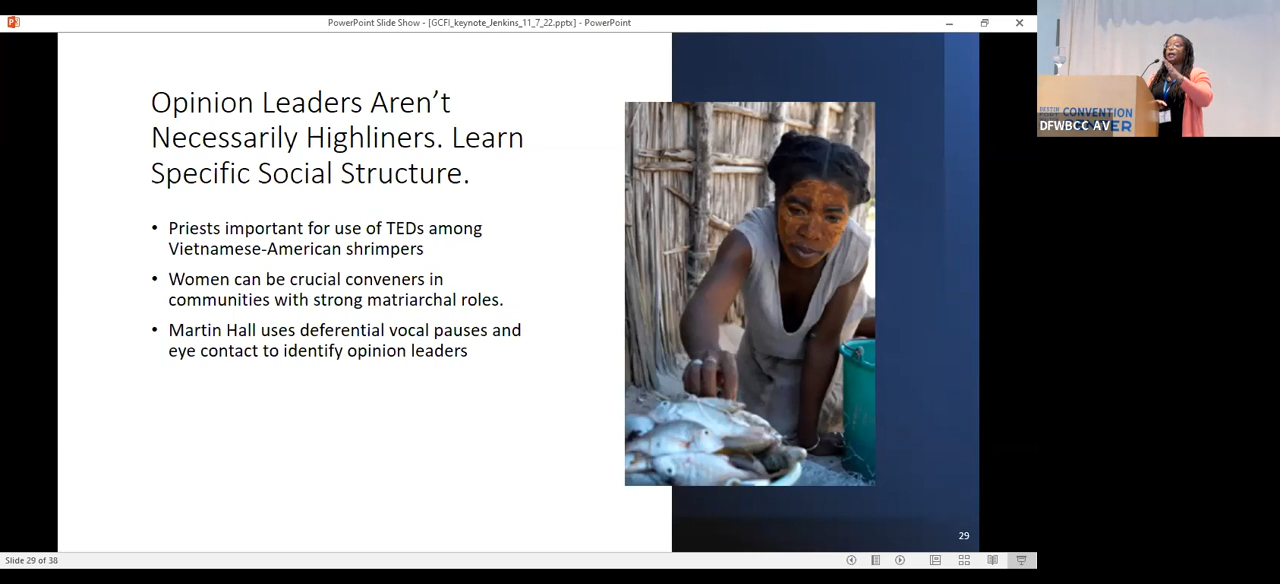 PowerPoint Slide Show - [GCFI_keynote_Jenkins_11_7_22.pptx] - PowerPoint
Opinion Leaders Aren't
Necessarily Highliners. Learn
Specific Social Structure.
• Priests important for use of TEDs among
Vietnamese-American shrimpers
• Women can be crucial conveners in
communities with strong matriarchal roles.
• Martin Hall uses deferential vocal pauses and
eye contact to identify opinion leaders
29
Slide 29 of 38
CONVENTION
DFWBCC AV